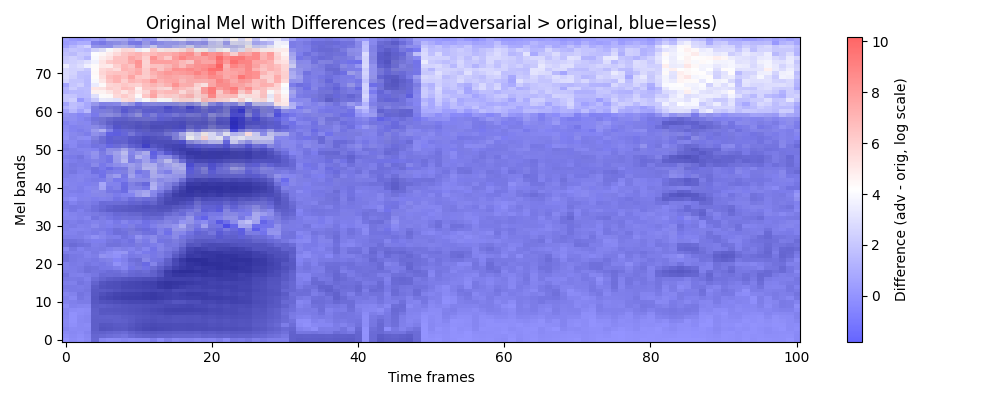 Original Mel with Differences (red=adversarial > original, blue=less)
Mel bands
70
60
50
40
30
20
10
0
0 20 40 60 80 100
Time frames
10
8
6
4
2
0
Difference (adv - orig, log scale)